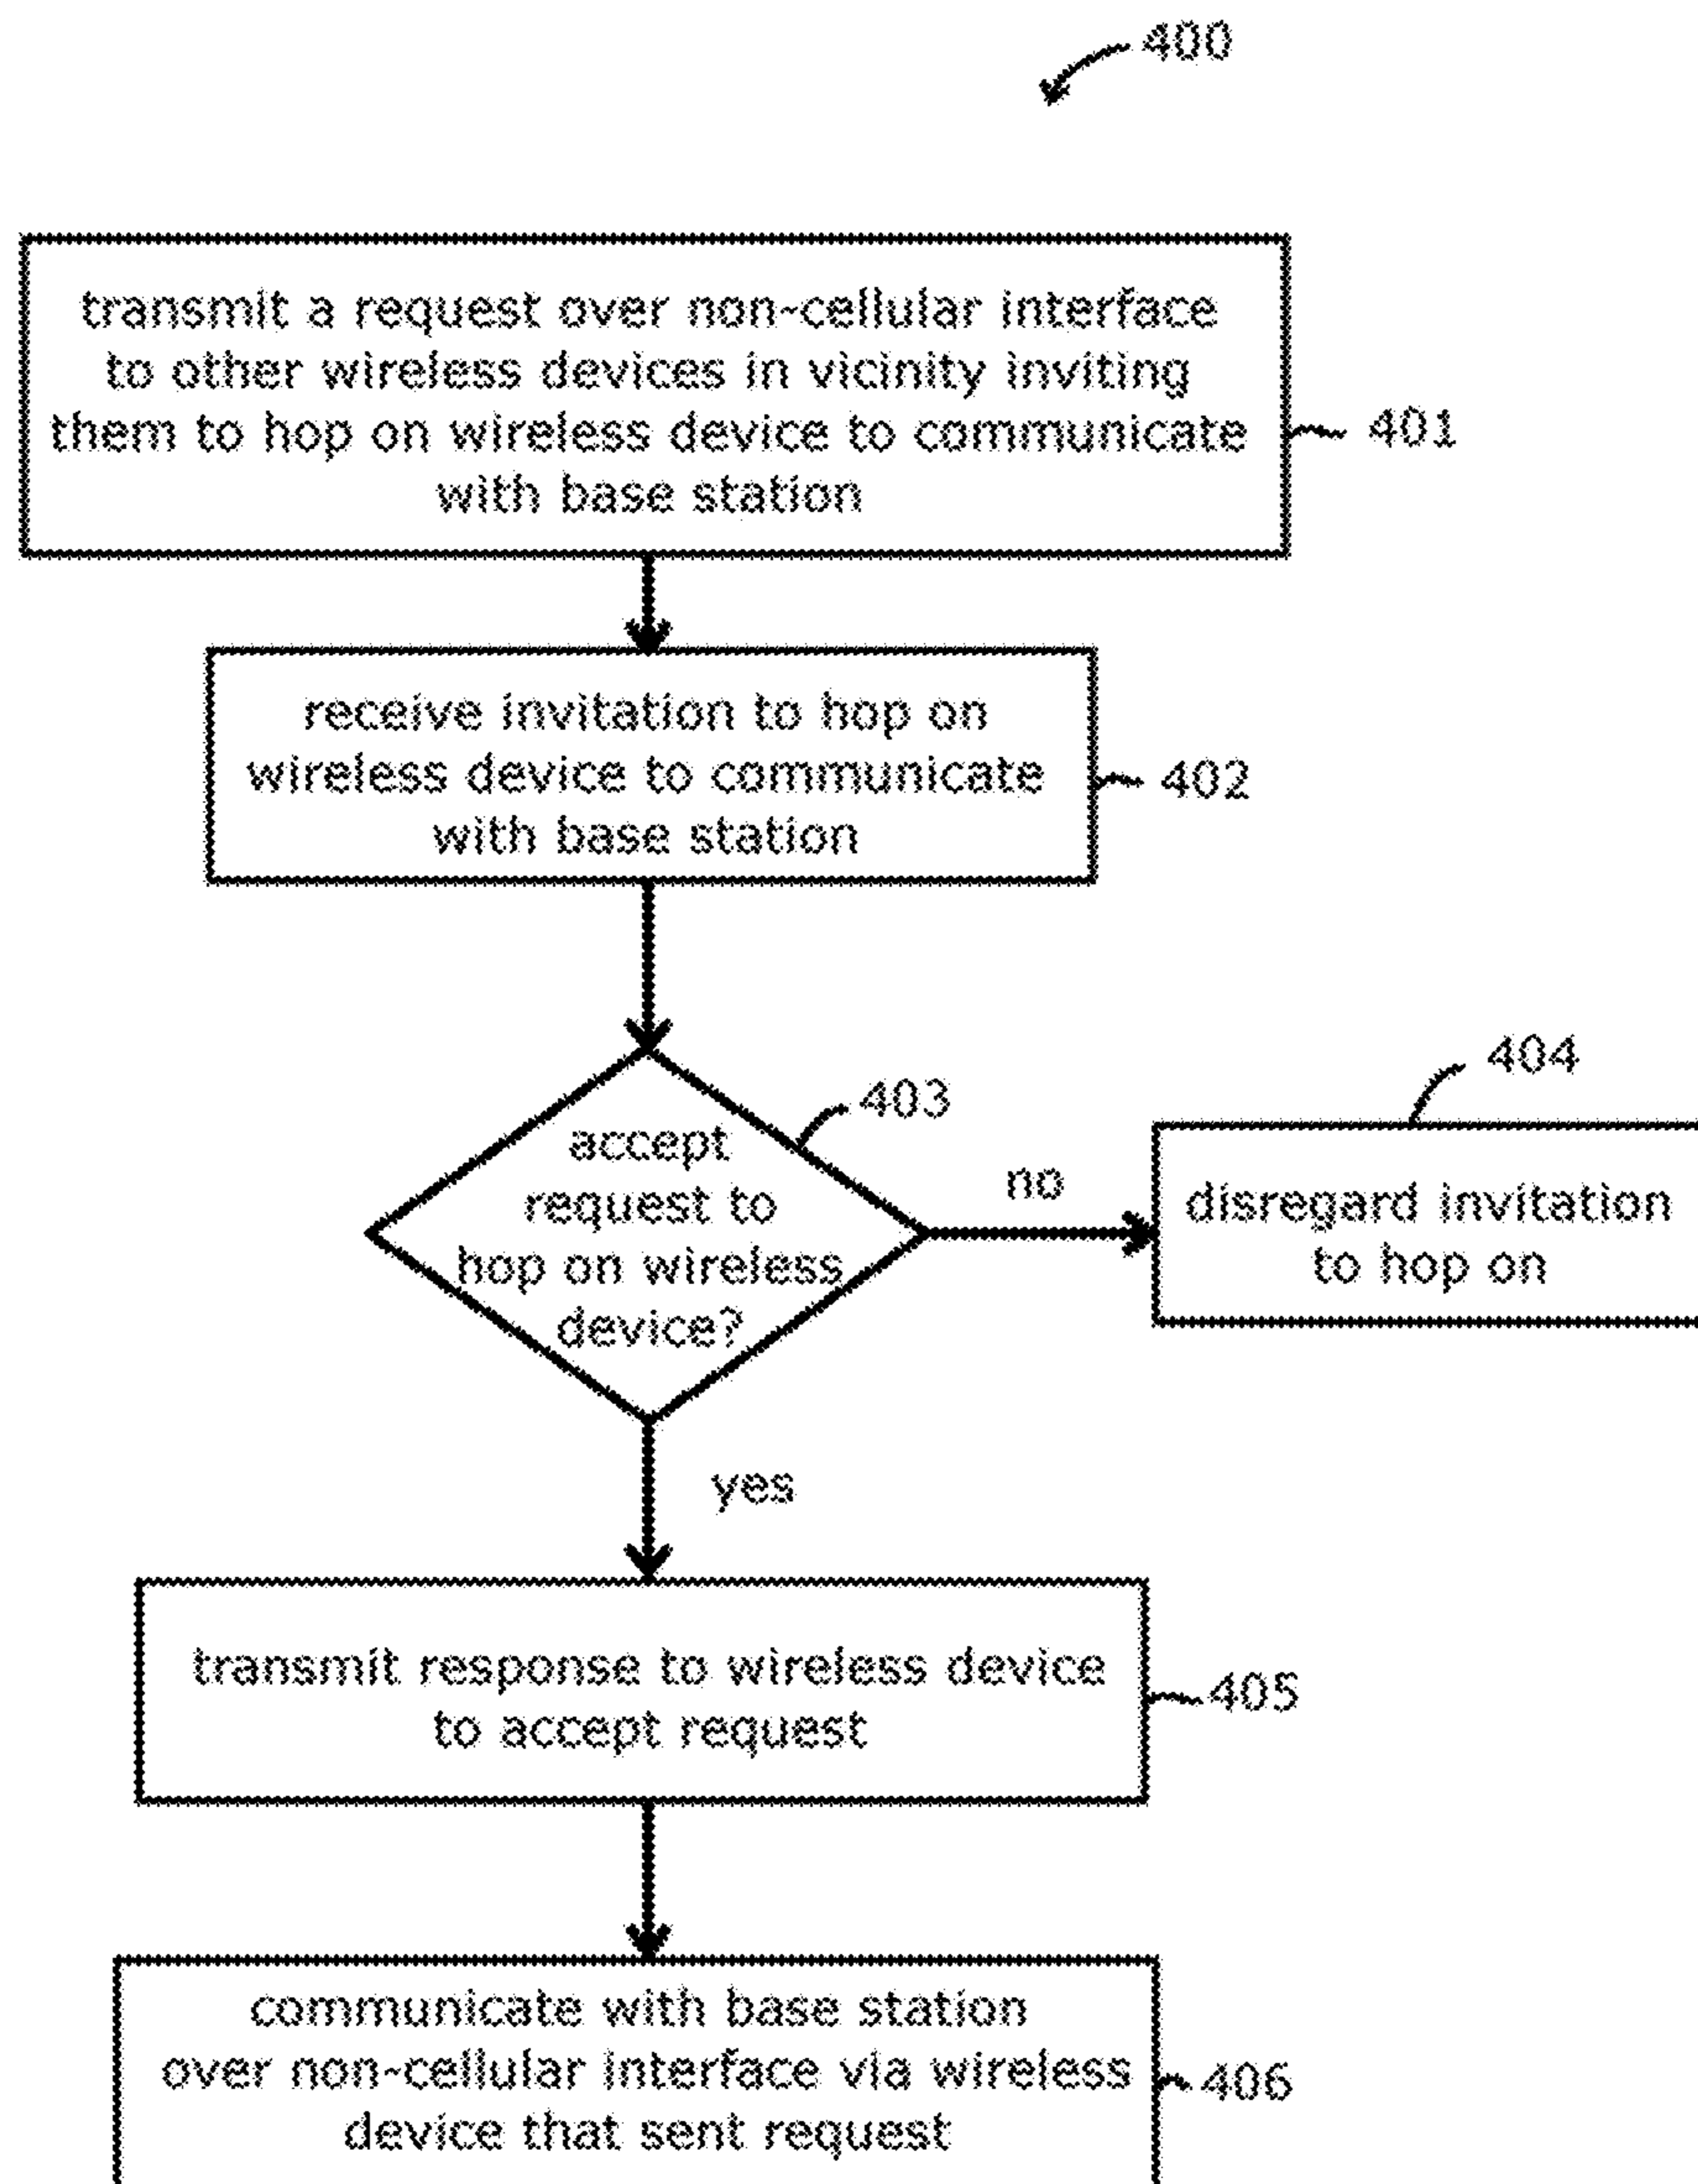 400
transmit a request over non-cellular interface
to other wireless devices in vicinity inviting
them to hop on wireless device to communicate
with base station
401
receive invitation to hop on
wireless device to communicate
with base station
402
403
accept
request to
hop on wireless
device?
no
404
disregard invitation
to hop on
yes
transmit response to wireless device
to accept request
405
communicate with base station
over non-cellular interface via wireless
device that sent request
406